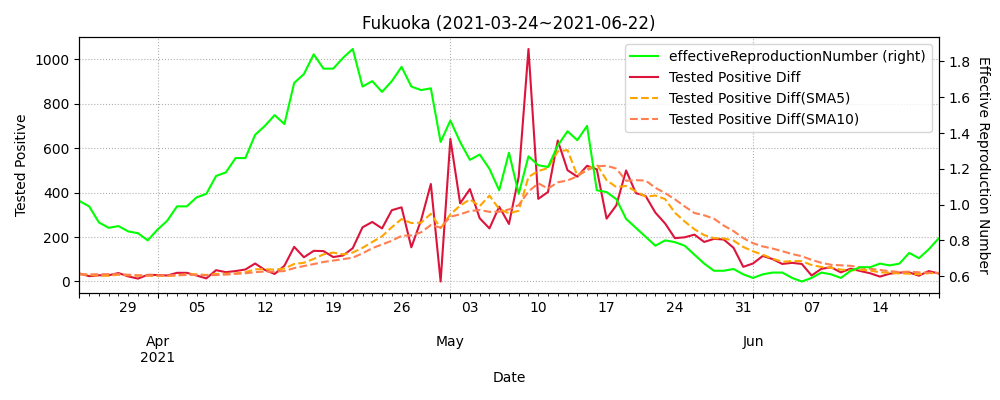 Fukuoka (2021-03-24~2021-06-22)
effectiveReproductionNumber (right)
Tested Positive Diff
Tested Positive Diff(SMA5)
Tested Positive Diff(SMA10)
Tested Positive
1000
800
600
400
200
0
1.8
1.6
1.4
1.2
1.0
0.8
0.6
Effective Reproduction Number
29 05 12 19 26 03 10 17 24 31 07 14
Apr May Jun
2021
Date